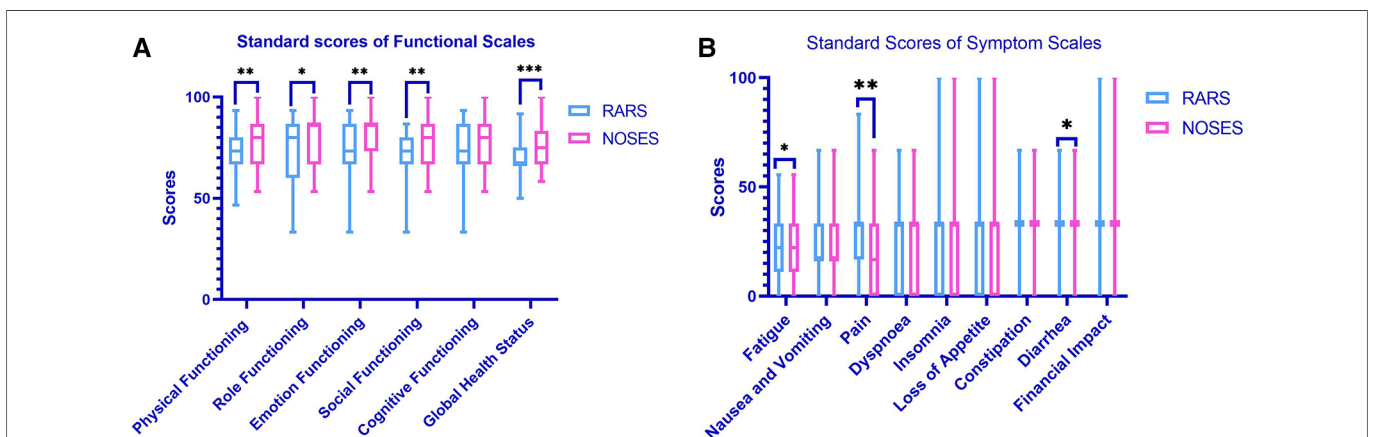 A
Standard scores of Functional Scales
** * ** ** ***
100
50
0
Scores
RARS
NOSES
Physical Functioning
Role Functioning
Emotion Functioning
Social Functioning
Cognitive Functioning
Global Health Status
B
Standard Scores of Symptom Scales
* ** *
100
50
0
Scores
RARS
NOSES
Fatigue
Nausea and Vomiting
Pain
Dyspnoea
Insomnia
Loss of Appetite
Constipation
Diarrhea
Financial Impact